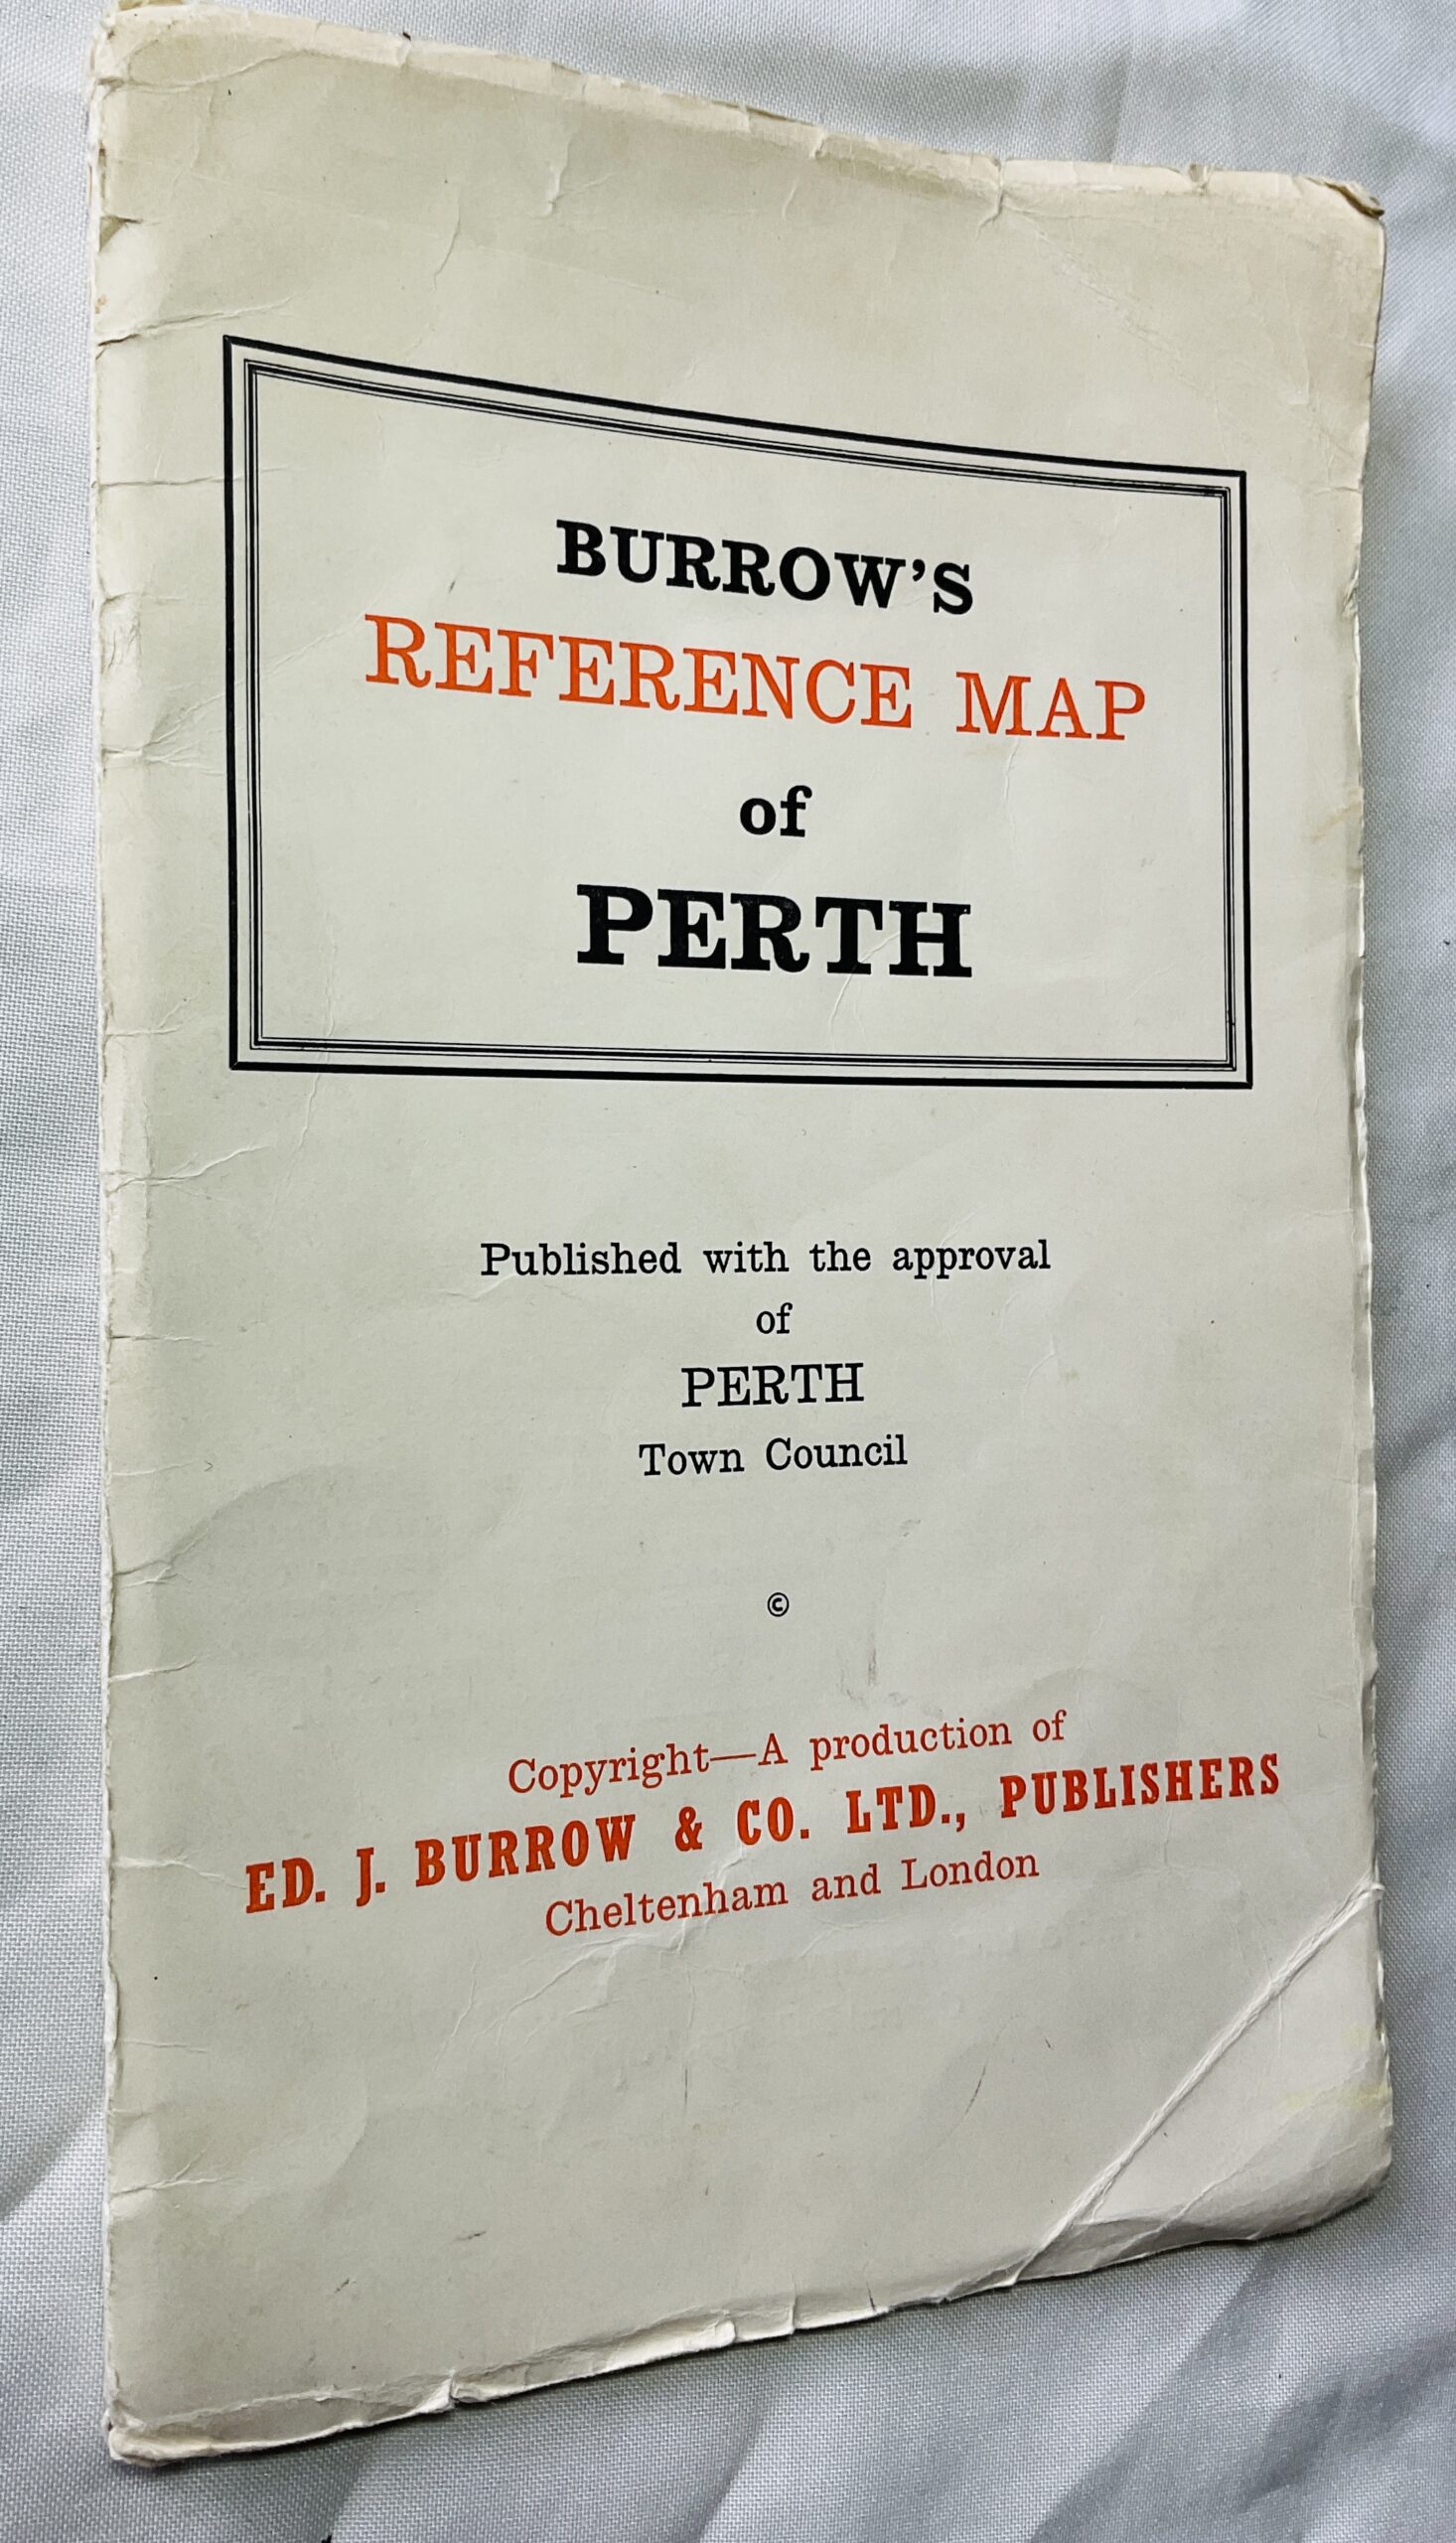 BURROW'S
REFERENCE MAP
of
PERTH
Published with the approval
of
PERTH
Town Council
©
Copyright—A production of
ED. J. BURROW & CO. LTD., PUBLISHERS
Cheltenham and London